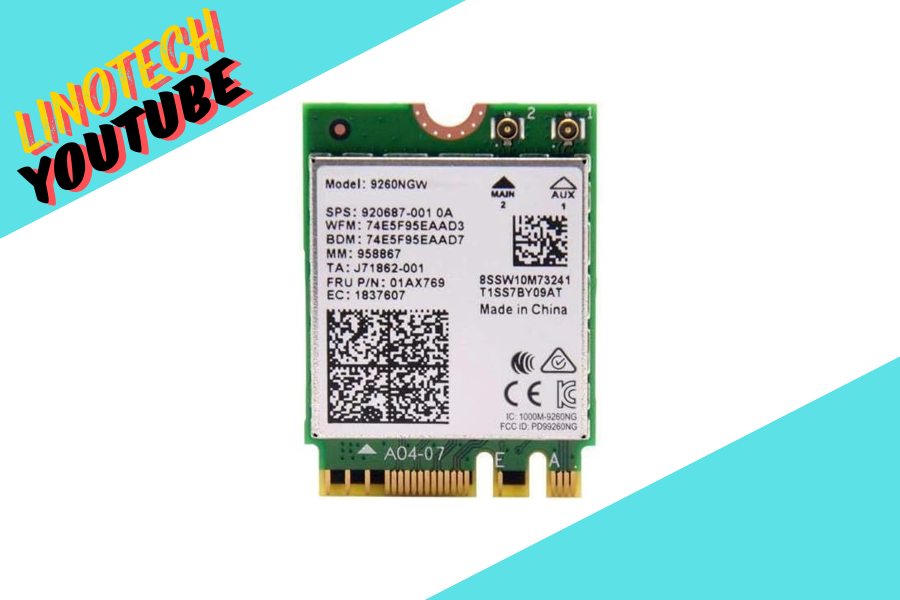 LINOTECH
YOUTUBE
2
1
Model: 9260NGW
MAIN
2
AUX
1
SPS: 920687-001 0A
WFM: 74E5F95EAAD3
BDM: 74E5F95EAAD7
MM: 958867
TA: J71862-001
FRU P/N: 01AX769
EC: 1837607
8SSW10M73241
T1SS7BY09AT
Made in China
CE
IC: 1000M-9260NG
FCC ID: PD99260NG
A04-07
E
A